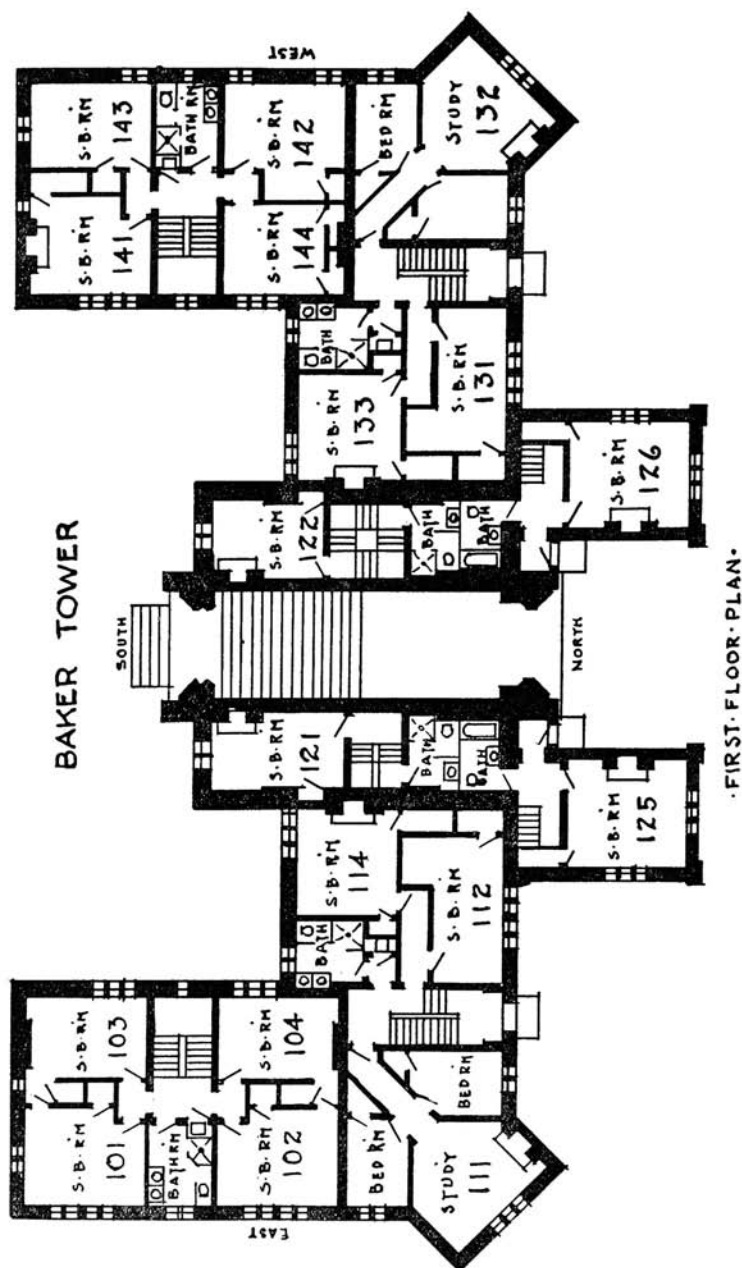 BAKER TOWER
SOUTH
EAST
WEST
NORTH
S·B·RM
101
S·B·RM
103
BATH RM
S·B·RM
102
S·B·RM
104
BED RM
STUDY
111
BED RM
BATH
S·B·RM
114
S·B·RM
112
S·B·RM
121
BATH
BATH
S·B·RM
125
S·B·RM
122
BATH
BATH
S·B·RM
126
S·B·RM
133
BATH
S·B·RM
131
S·B·RM
141
S·B·RM
143
BATH RM
S·B·RM
144
S·B·RM
142
BED RM
STUDY
132
·FIRST·FLOOR·PLAN·